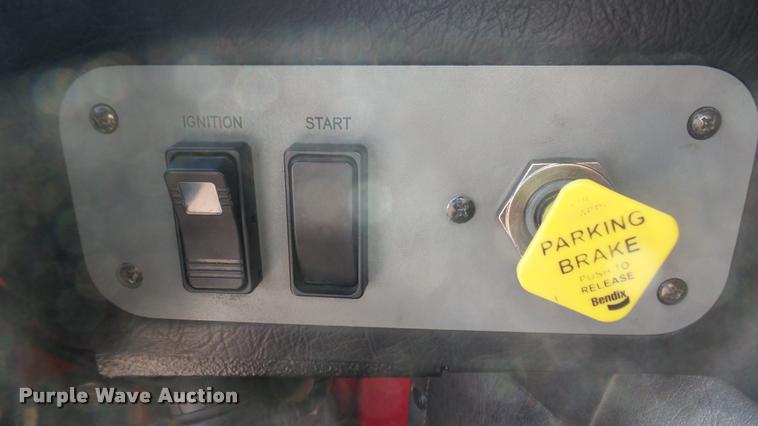 IGNITION
START
PARKING
BRAKE
PUSH TO
RELEASE
Bendix
Purple Wave Auction